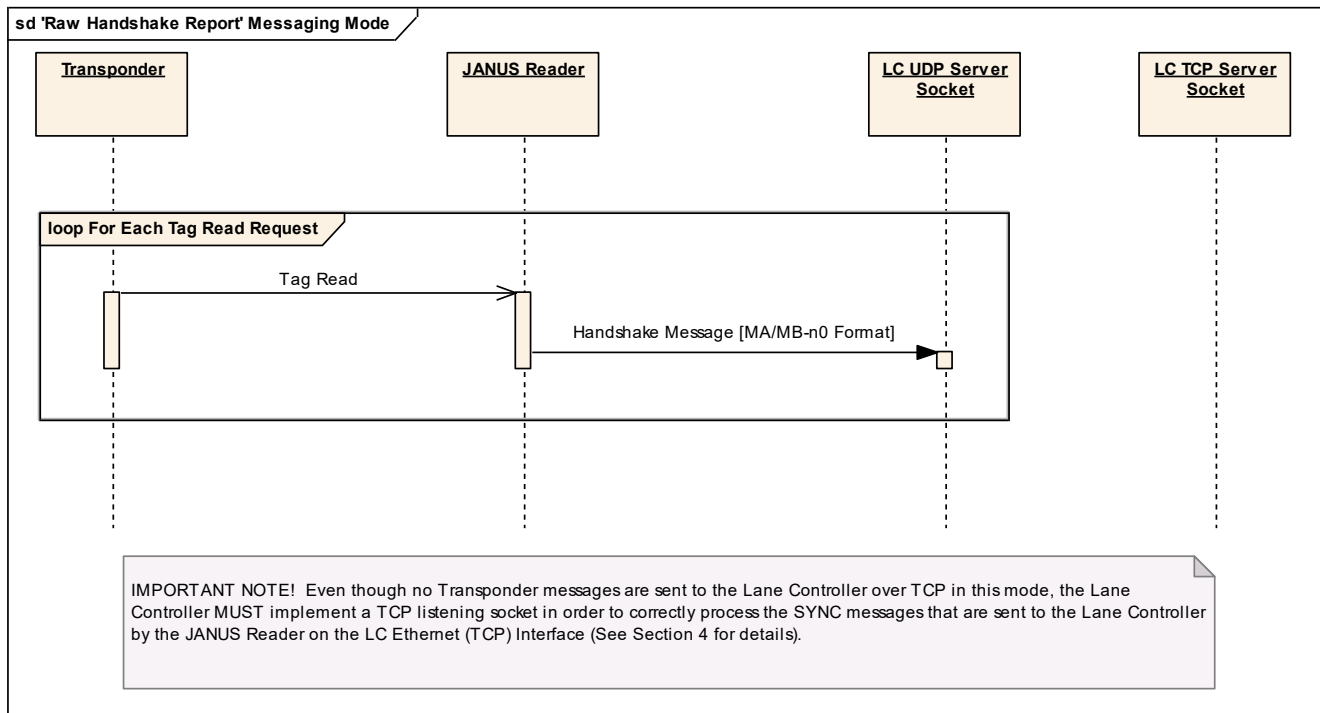 sd 'Raw Handshake Report' Messaging Mode
Transponder
JANUS Reader
LC UDP Server
Socket
LC TCP Server
Socket
loop For Each Tag Read Request
Tag Read
Handshake Message [MA/MB-n0 Format]
IMPORTANT NOTE! Even though no Transponder messages are sent to the Lane Controller over TCP in this mode, the Lane
Controller MUST implement a TCP listening socket in order to correctly process the SYNC messages that are sent to the Lane Controller
by the JANUS Reader on the LC Ethernet (TCP) Interface (See Section 4 for details).